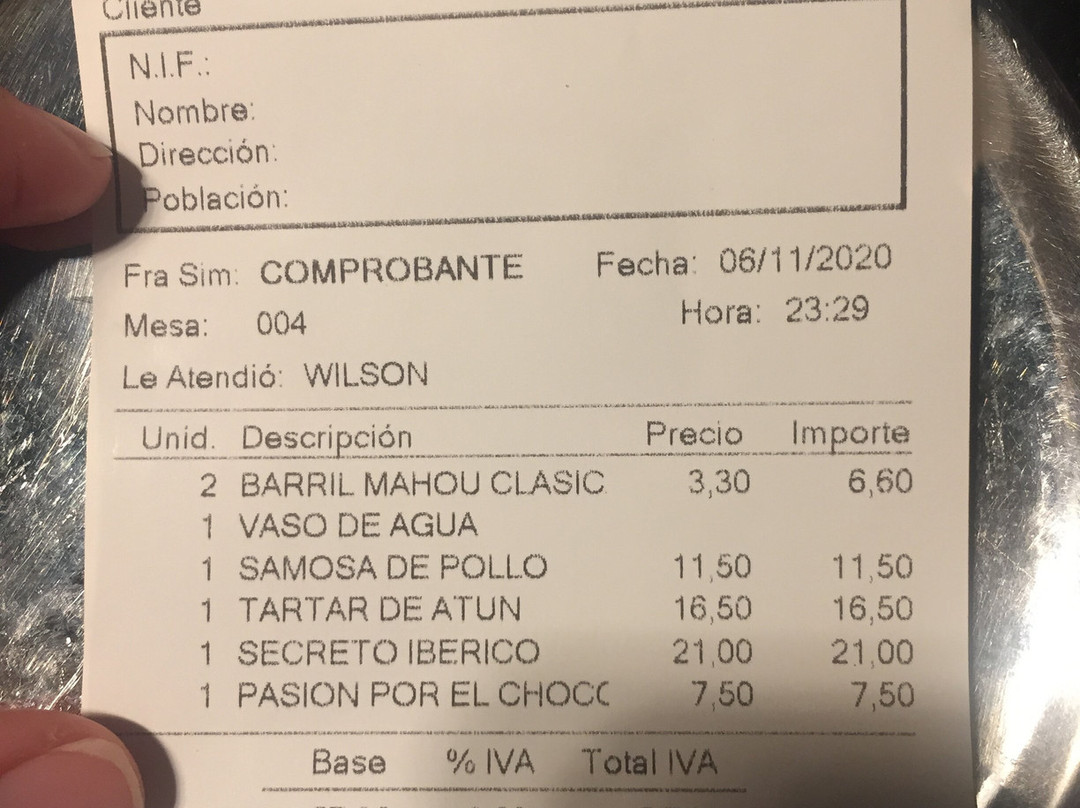 Cliente
N.I.F.:
Nombre:
Dirección:
Población:
Fra Sim: COMPROBANTE Fecha: 06/11/2020
Mesa: 004 Hora: 23:29
Le Atendió: WILSON
Unid. Descripción Precio Importe
2 BARRIL MAHOU CLASIC 3,30 6,60
1 VASO DE AGUA
1 SAMOSA DE POLLO 11,50 11,50
1 TARTAR DE ATUN 16,50 16,50
1 SECRETO IBERICO 21,00 21,00
1 PASION POR EL CHOCO 7,50 7,50
Base % IVA Total IVA